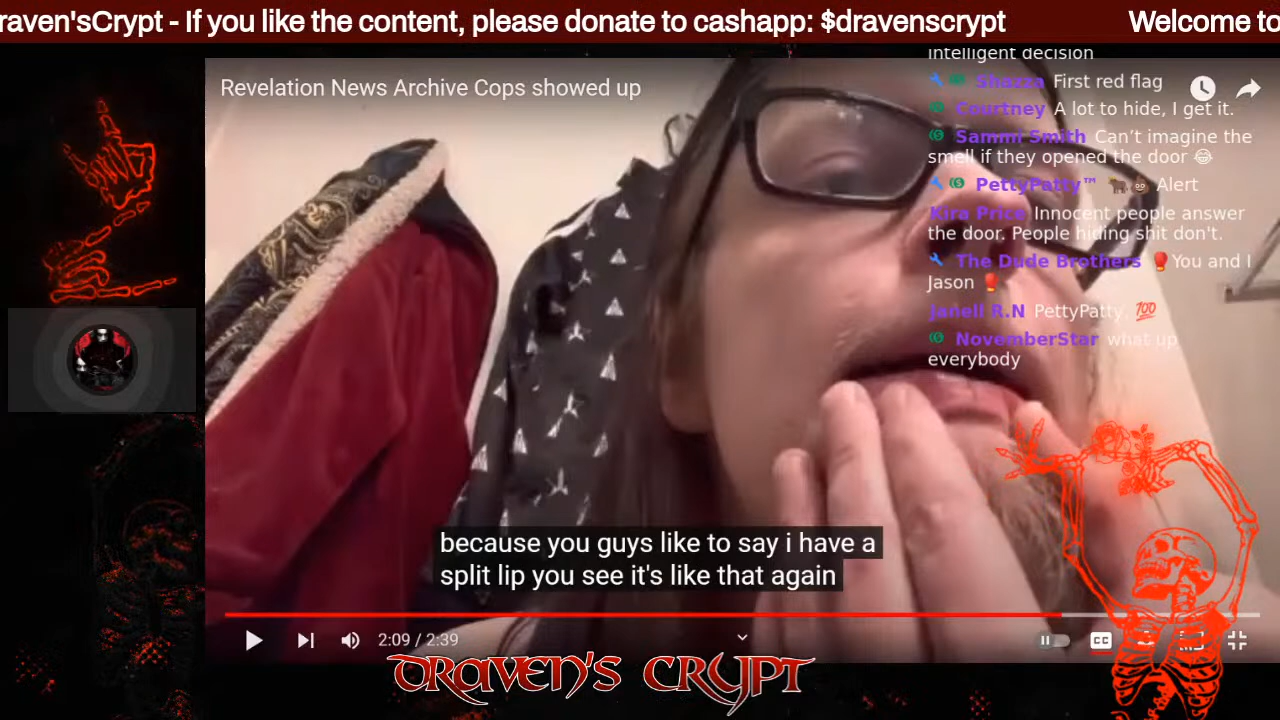 raven'sCrypt - If you like the content, please donate to cashapp: $dravenscrypt
Welcome to
Revelation News Archive Cops showed up
intelligent decision
Shazza First red flag
Courtney A lot to hide, I get it.
Sammi Smith Can’t imagine the
smell if they opened the door 😂
PettyPatty™ 🐂💩 Alert
Kira Price Innocent people answer
the door. People hiding shit don't.
The Dude Brothers 🥊You and I
Jason 🥊
Janell R.N PettyPatty, 💯
NovemberStar what up
everybody
because you guys like to say i have a
split lip you see it's like that again
2:09 / 2:39
CC
DRAVEN'S CRYPT